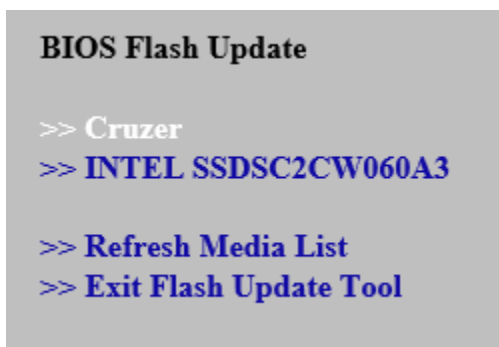 BIOS Flash Update
>> Cruzer
>> INTEL SSDSC2CW060A3
>> Refresh Media List
>> Exit Flash Update Tool